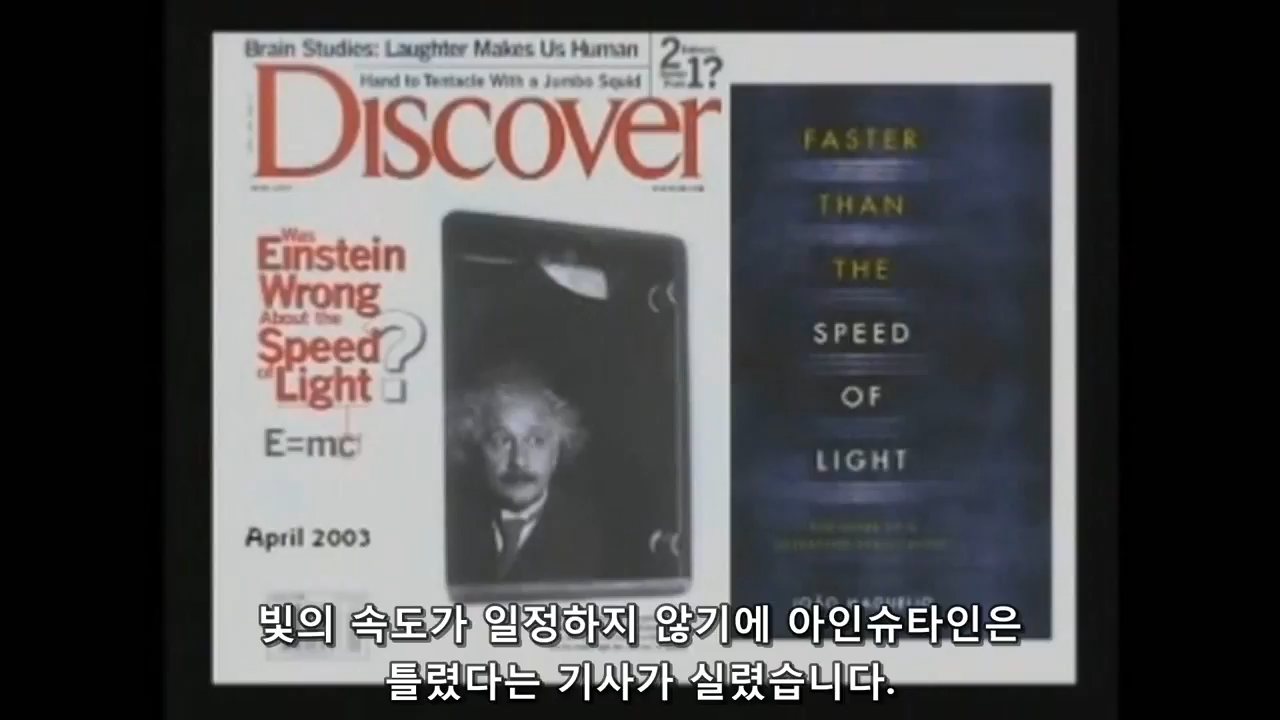 Brain Studies: Laughter Makes Us Human
Hand to Tentacle With a Jumbo Squid
2
1?
Discover
Was
Einstein
Wrong
About the
Speed
of Light?
E=mc
April 2003
FASTER
THAN
THE
SPEED
OF
LIGHT
JOÃO MAGUEIJO
빛의 속도가 일정하지 않기에 아인슈타인은
틀렸다는 기사가 실렸습니다.